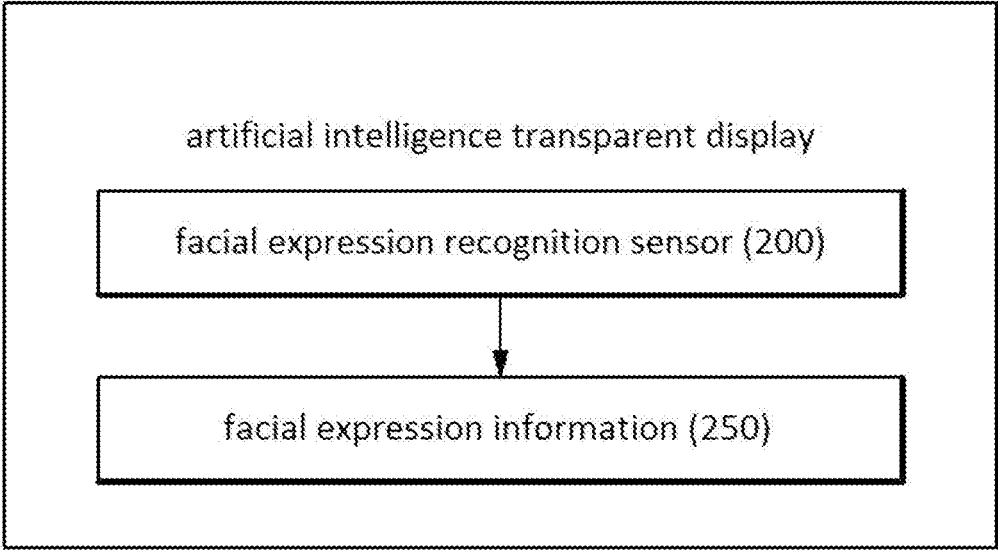 artificial intelligence transparent display
facial expression recognition sensor (200)
facial expression information (250)